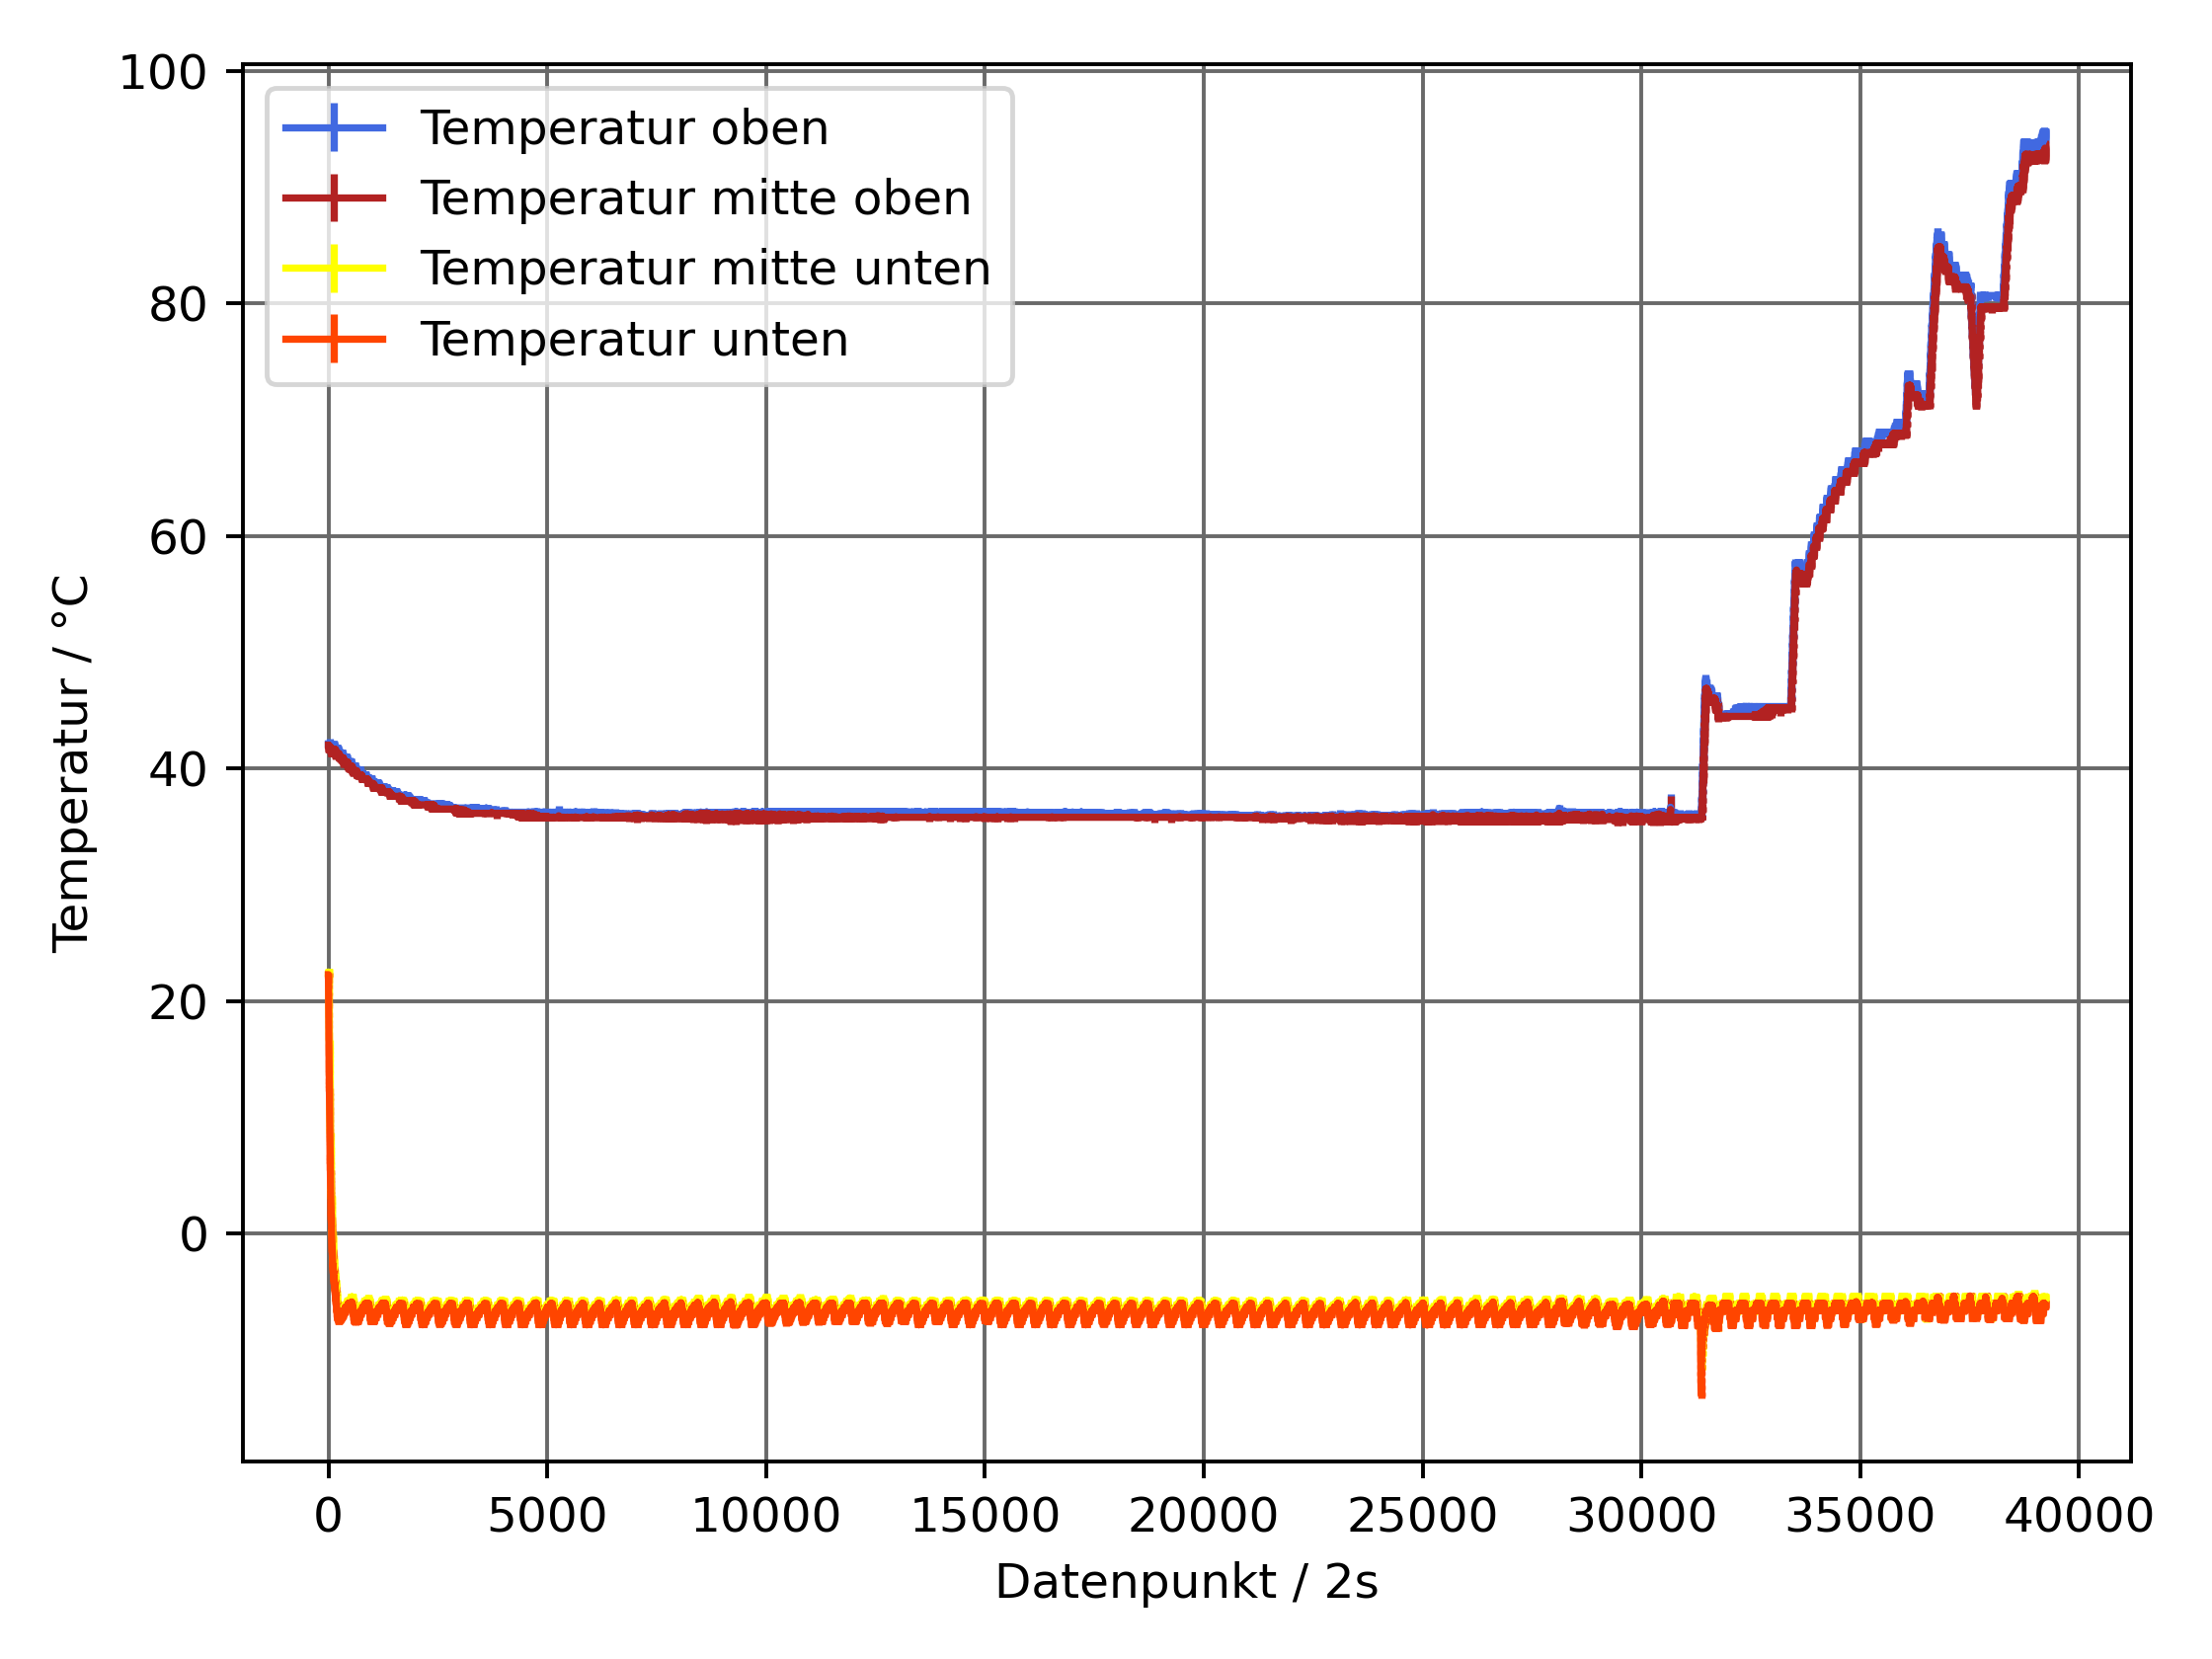 100
80
60
40
20
0
Temperatur / °C
Temperatur oben
Temperatur mitte oben
Temperatur mitte unten
Temperatur unten
0 5000 10000 15000 20000 25000 30000 35000 40000
Datenpunkt / 2s